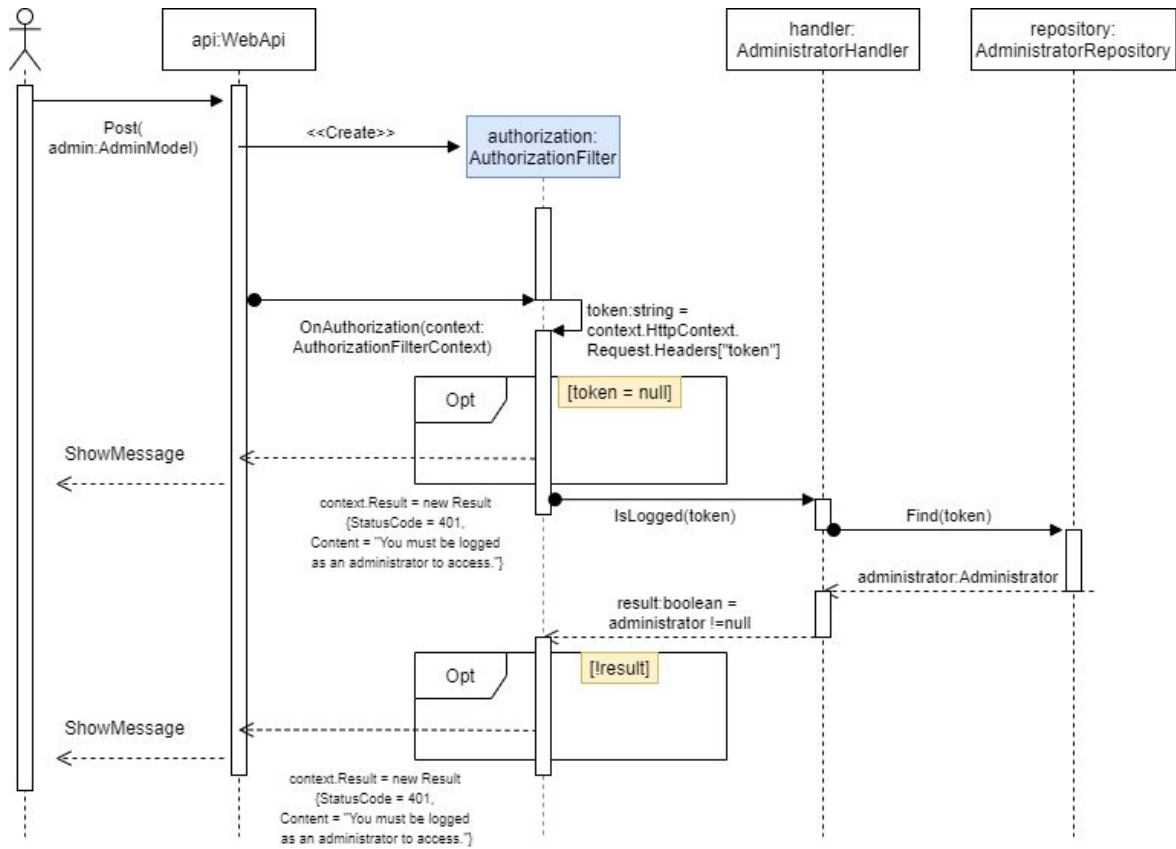 api:WebApi
handler:
AdministratorHandler
repository:
AdministratorRepository
Post(
admin:AdminModel)
<<Create>>
authorization:
AuthorizationFilter
OnAuthorization(context:
AuthorizationFilterContext)
token:string =
context.HttpContext.
Request.Headers["token"]
Opt
[token = null]
ShowMessage
context.Result = new Result
{StatusCode = 401,
Content = "You must be logged
as an administrator to access."}
IsLogged(token)
Find(token)
administrator:Administrator
result:boolean =
administrator !=null
Opt
[!result]
ShowMessage
context.Result = new Result
{StatusCode = 401,
Content = "You must be logged
as an administrator to access."}